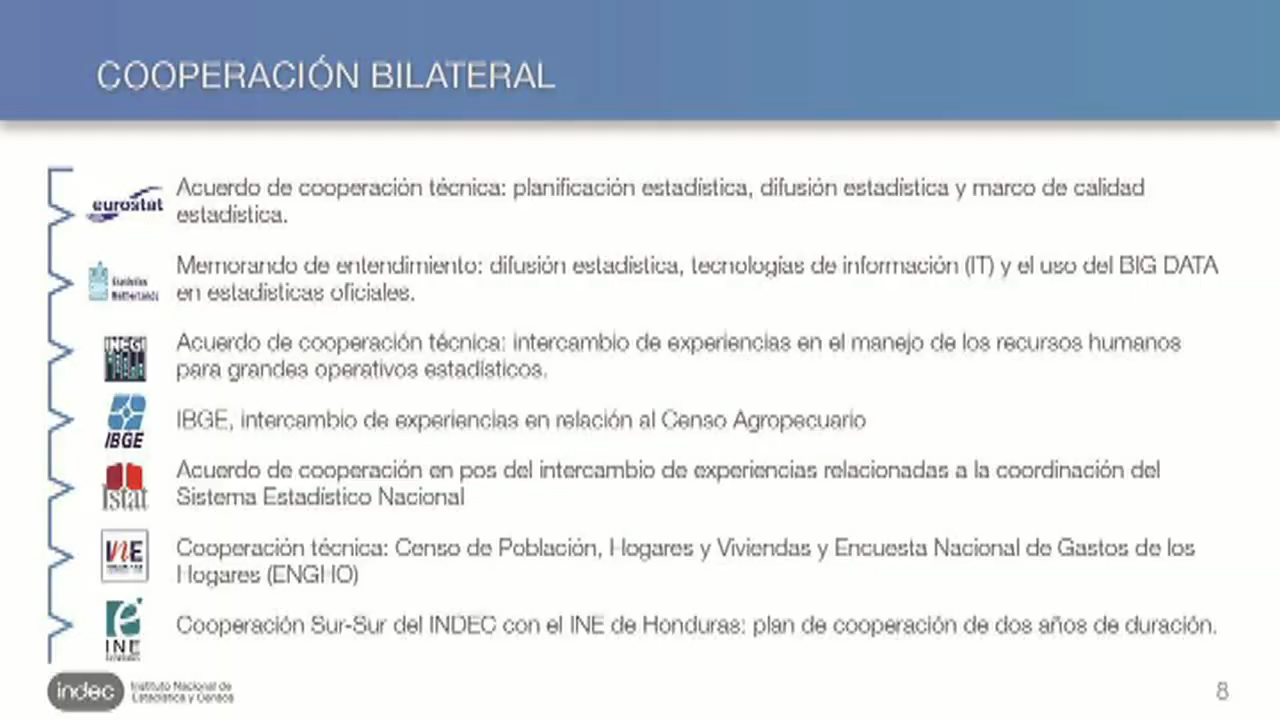 COOPERACIÓN BILATERAL
eurostat
Acuerdo de cooperación técnica: planificación estadística, difusión estadística y marco de calidad
estadística.
Memorando de entendimiento: difusión estadística, tecnologías de información (IT) y el uso del BIG DATA
en estadísticas oficiales.
Statistics
Netherlands
INEGI
Acuerdo de cooperación técnica: intercambio de experiencias en el manejo de los recursos humanos
para grandes operativos estadísticos.
IBGE
IBGE, intercambio de experiencias en relación al Censo Agropecuario
Istat
Acuerdo de cooperación en pos del intercambio de experiencias relacionadas a la coordinación del
Sistema Estadístico Nacional
INE
Cooperación técnica: Censo de Población, Hogares y Viviendas y Encuesta Nacional de Gastos de los
Hogares (ENGHO)
INE
Cooperación Sur-Sur del INDEC con el INE de Honduras: plan de cooperación de dos años de duración.
indec
Instituto Nacional de
Estadística y Censos
8